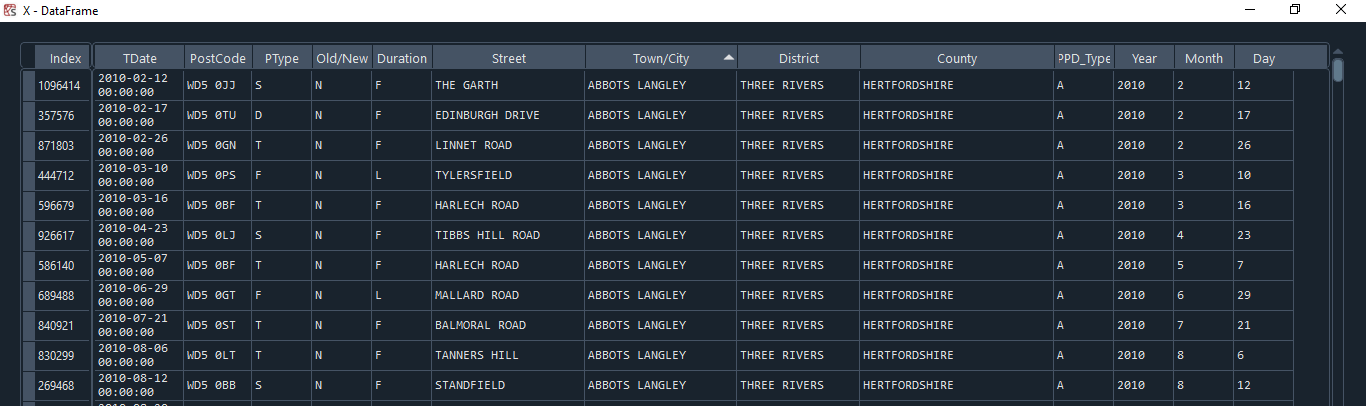 X - DataFrame
Index TDate PostCode PType Old/New Duration Street Town/City District County PPD_Type Year Month Day
1096414 2010-02-12 00:00:00 WD5 0JJ S N F THE GARTH ABBOTS LANGLEY THREE RIVERS HERTFORDSHIRE A 2010 2 12
357576 2010-02-17 00:00:00 WD5 0TU D N F EDINBURGH DRIVE ABBOTS LANGLEY THREE RIVERS HERTFORDSHIRE A 2010 2 17
871803 2010-02-26 00:00:00 WD5 0GN T N F LINNET ROAD ABBOTS LANGLEY THREE RIVERS HERTFORDSHIRE A 2010 2 26
444712 2010-03-10 00:00:00 WD5 0PS F N L TYLERSFIELD ABBOTS LANGLEY THREE RIVERS HERTFORDSHIRE A 2010 3 10
596679 2010-03-16 00:00:00 WD5 0BF T N F HARLECH ROAD ABBOTS LANGLEY THREE RIVERS HERTFORDSHIRE A 2010 3 16
926617 2010-04-23 00:00:00 WD5 0LJ S N F TIBBS HILL ROAD ABBOTS LANGLEY THREE RIVERS HERTFORDSHIRE A 2010 4 23
586140 2010-05-07 00:00:00 WD5 0BF T N F HARLECH ROAD ABBOTS LANGLEY THREE RIVERS HERTFORDSHIRE A 2010 5 7
689488 2010-06-29 00:00:00 WD5 0GT F N L MALLARD ROAD ABBOTS LANGLEY THREE RIVERS HERTFORDSHIRE A 2010 6 29
840921 2010-07-21 00:00:00 WD5 0ST T N F BALMORAL ROAD ABBOTS LANGLEY THREE RIVERS HERTFORDSHIRE A 2010 7 21
830299 2010-08-06 00:00:00 WD5 0LT T N F TANNERS HILL ABBOTS LANGLEY THREE RIVERS HERTFORDSHIRE A 2010 8 6
269468 2010-08-12 00:00:00 WD5 0BB S N F STANDFIELD ABBOTS LANGLEY THREE RIVERS HERTFORDSHIRE A 2010 8 12